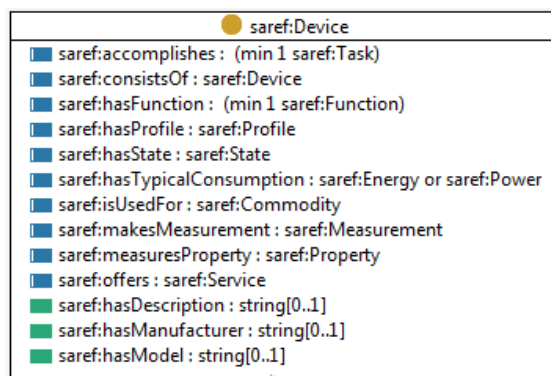 saref:Device
saref:accomplishes : (min 1 saref:Task)
saref:consistsOf : saref:Device
saref:hasFunction : (min 1 saref:Function)
saref:hasProfile : saref:Profile
saref:hasState : saref:State
saref:hasTypicalConsumption : saref:Energy or saref:Power
saref:isUsedFor : saref:Commodity
saref:makesMeasurement : saref:Measurement
saref:measuresProperty : saref:Property
saref:offers : saref:Service
saref:hasDescription : string[0..1]
saref:hasManufacturer : string[0..1]
saref:hasModel : string[0..1]